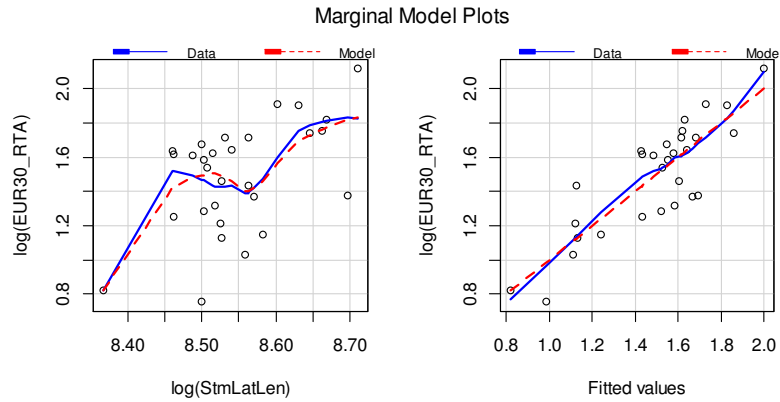 Marginal Model Plots
Data Model
log(EUR30_RTA)
2.0
1.6
1.2
0.8
8.40 8.50 8.60 8.70
log(StmLatLen)
Data Mode
log(EUR30_RTA)
2.0
1.6
1.2
0.8
0.8 1.0 1.2 1.4 1.6 1.8 2.0
Fitted values